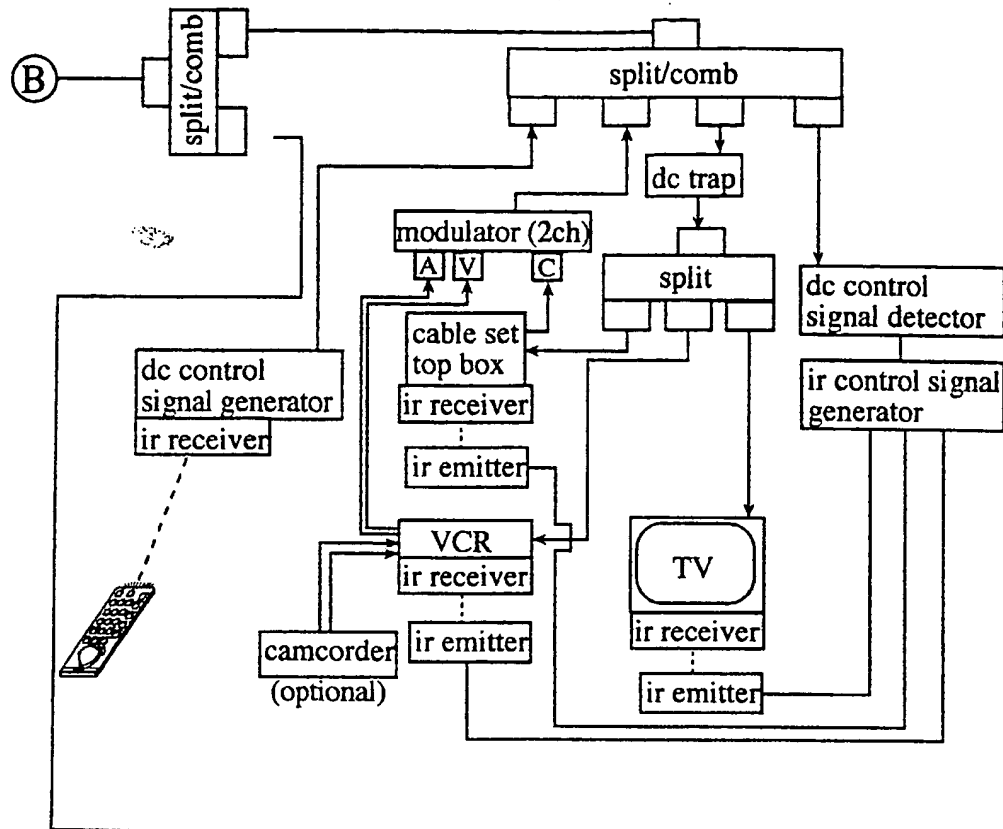 B
split/comb
split/comb
dc trap
modulator (2ch)
A V C
split
dc control
signal detector
cable set
top box
ir receiver
ir control signal
generator
dc control
signal generator
ir receiver
ir emitter
VCR
ir receiver
TV
ir emitter
ir receiver
camcorder
(optional)
ir emitter